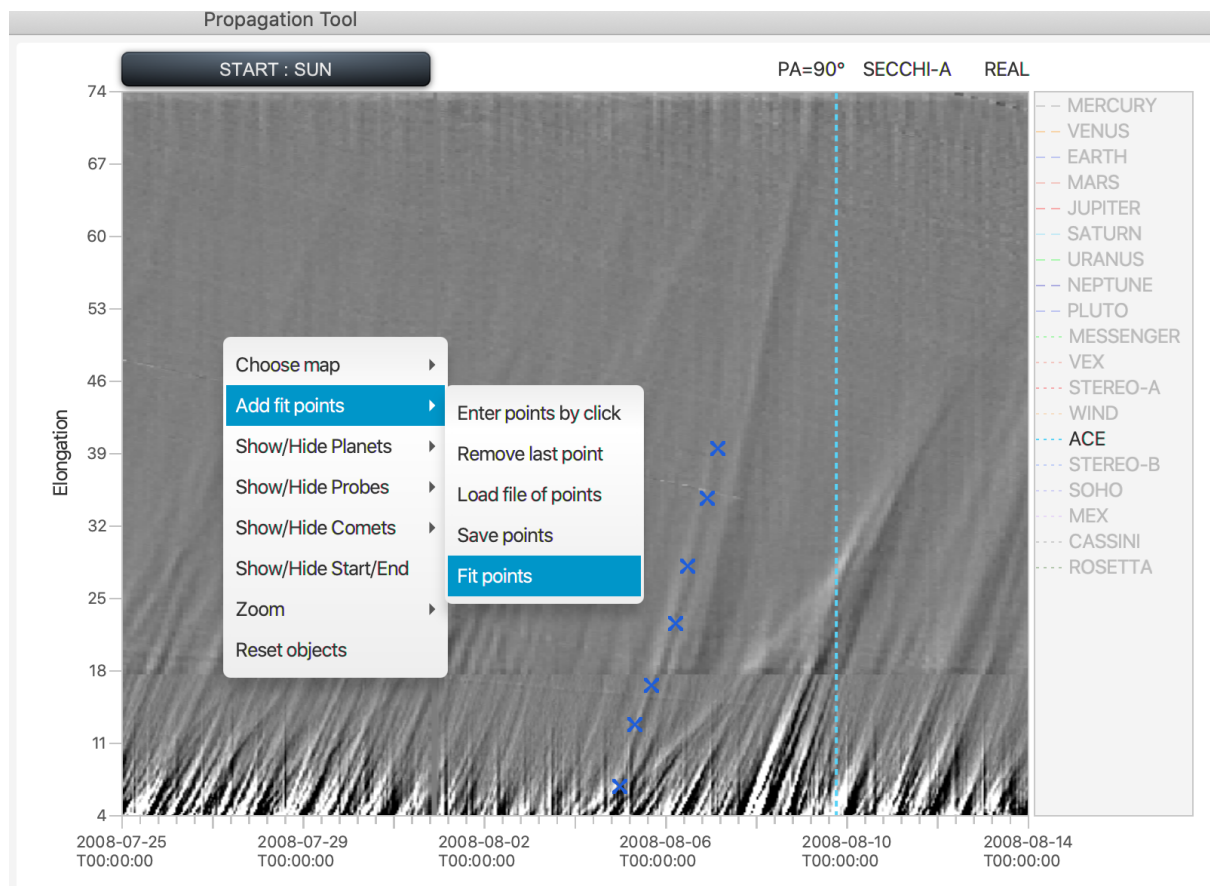 Propagation Tool
START : SUN
PA=90° SECCHI-A REAL
74
67
60
53
46
39
32
25
18
11
4
Elongation
Choose map
Add fit points
Show/Hide Planets
Show/Hide Probes
Show/Hide Comets
Show/Hide Start/End
Zoom
Reset objects
Enter points by click
Remove last point
Load file of points
Save points
Fit points
MERCURY
VENUS
EARTH
MARS
JUPITER
SATURN
URANUS
NEPTUNE
PLUTO
MESSENGER
VEX
STEREO-A
WIND
ACE
STEREO-B
SOHO
MEX
CASSINI
ROSETTA
2008-07-25 2008-07-29 2008-08-02 2008-08-06 2008-08-10 2008-08-14
T00:00:00 T00:00:00 T00:00:00 T00:00:00 T00:00:00 T00:00:00